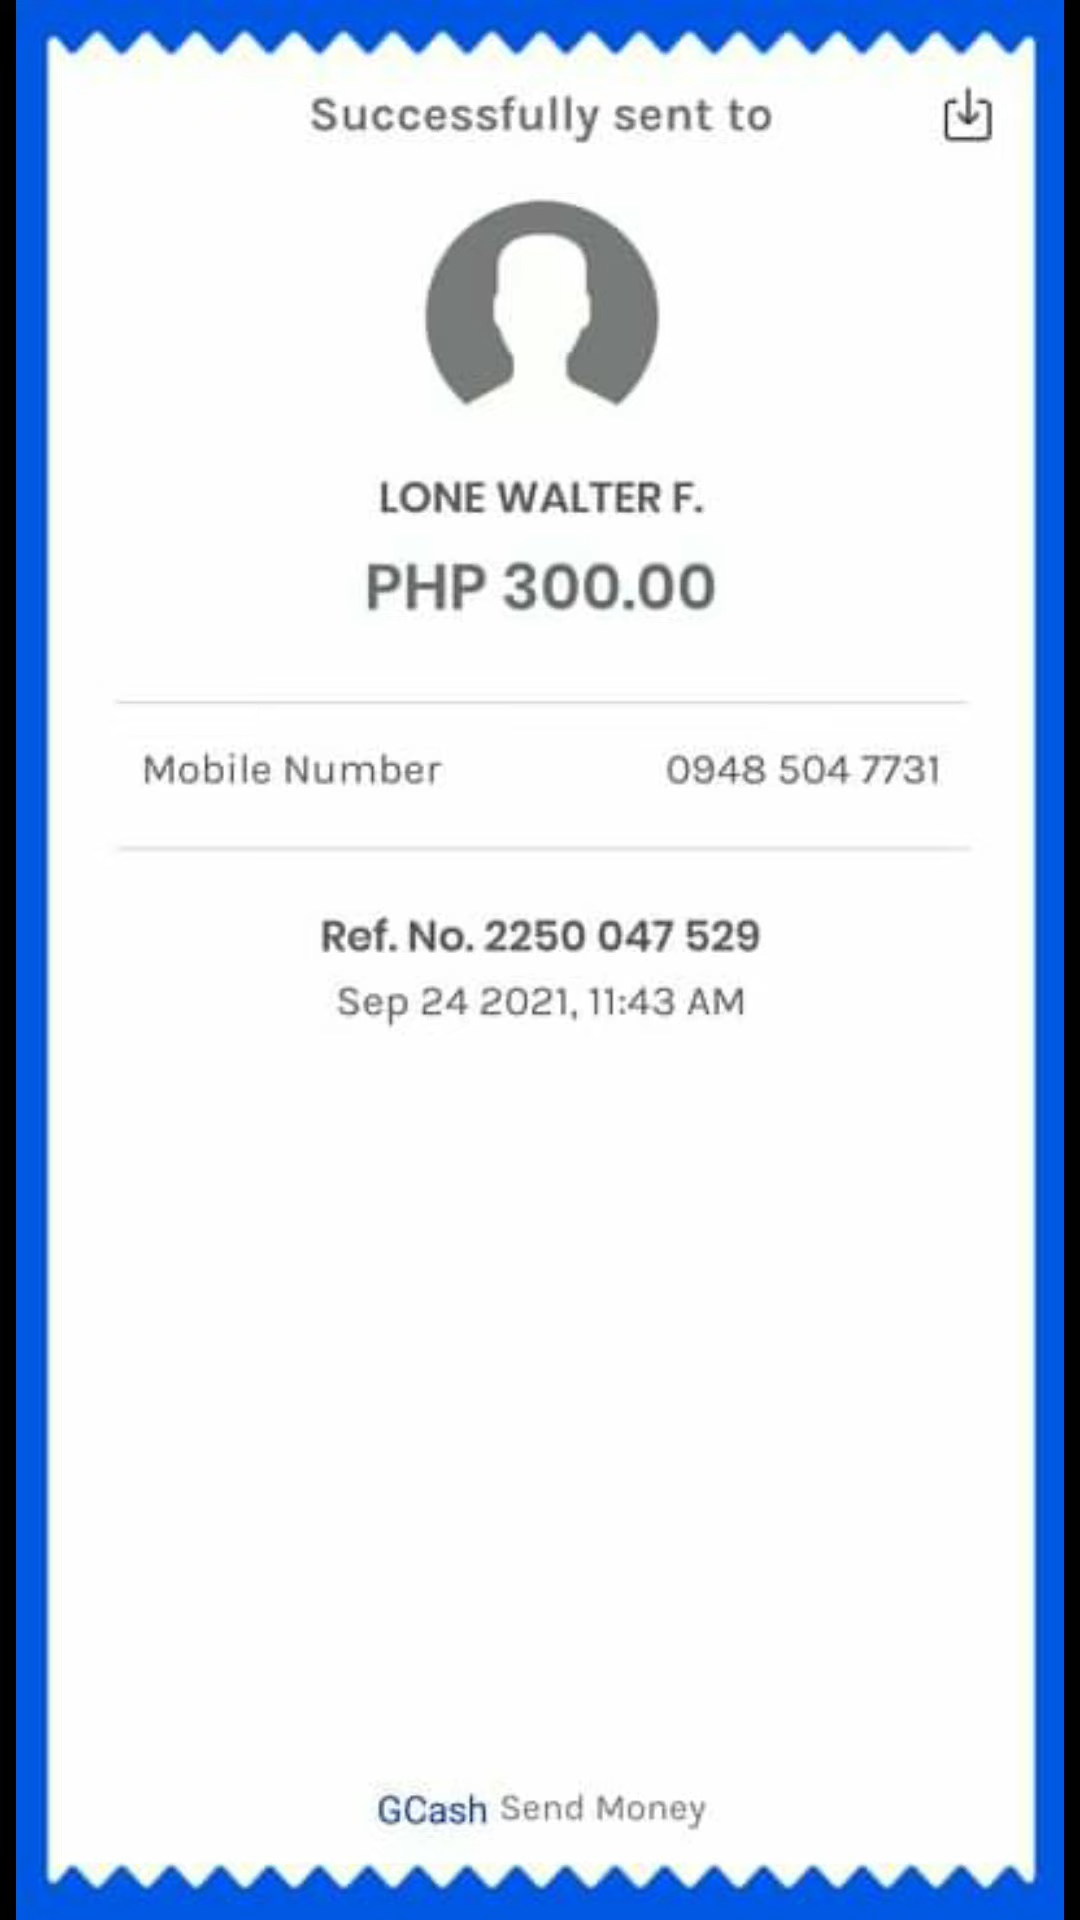 Successfully sent to
LONE WALTER F.
PHP 300.00
Mobile Number 0948 504 7731
Ref. No. 2250 047 529
Sep 24 2021, 11:43 AM
GCash Send Money